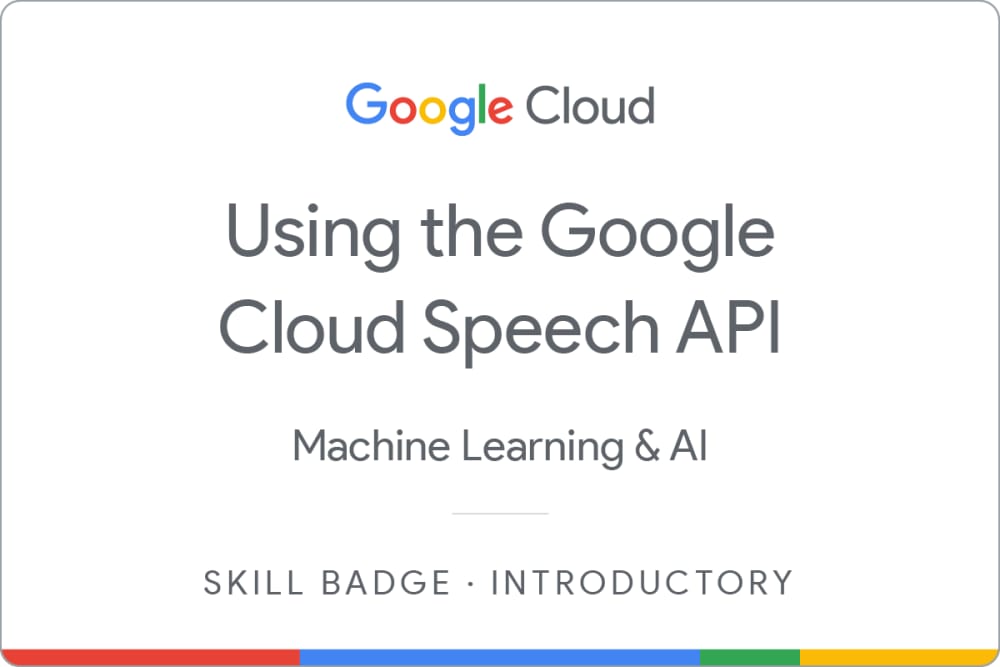 Google Cloud
Using the Google
Cloud Speech API
Machine Learning & AI
SKILL BADGE · INTRODUCTORY